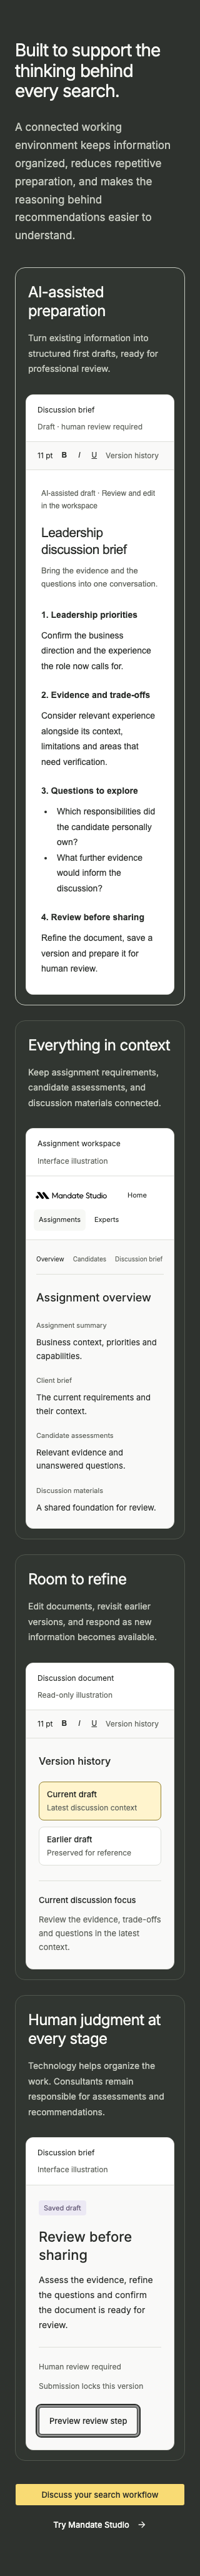 Built to support the
thinking behind
every search.
A connected working
environment keeps information
organized, reduces repetitive
preparation, and makes the
reasoning behind
recommendations easier to
understand.
AI-assisted
preparation
Turn existing information into
structured first drafts, ready for
professional review.
Discussion brief
Draft · human review required
11 pt B I U Version history
AI-assisted draft · Review and edit
in the workspace
Leadership
discussion brief
Bring the evidence and the
questions into one conversation.
1. Leadership priorities
Confirm the business
direction and the experience
the role now calls for.
2. Evidence and trade-offs
Consider relevant experience
alongside its context,
limitations and areas that
need verification.
3. Questions to explore
• Which responsibilities did
the candidate personally
own?
• What further evidence
would inform the
discussion?
4. Review before sharing
Refine the document, save a
version and prepare it for
human review.
Everything in context
Keep assignment requirements,
candidate assessments, and
discussion materials connected.
Assignment workspace
Interface illustration
Mandate Studio Home
Assignments Experts
Overview Candidates Discussion brief
Assignment overview
Assignment summary
Business context, priorities and
capabilities.
Client brief
The current requirements and
their context.
Candidate assessments
Relevant evidence and
unanswered questions.
Discussion materials
A shared foundation for review.
Room to refine
Edit documents, revisit earlier
versions, and respond as new
information becomes available.
Discussion document
Read-only illustration
11 pt B I U Version history
Version history
Current draft
Latest discussion context
Earlier draft
Preserved for reference
Current discussion focus
Review the evidence, trade-offs
and questions in the latest
context.
Human judgment at
every stage
Technology helps organize the
work. Consultants remain
responsible for assessments and
recommendations.
Discussion brief
Interface illustration
Saved draft
Review before
sharing
Assess the evidence, refine
the questions and confirm
the document is ready for
review.
Human review required
Submission locks this version
Preview review step
Discuss your search workflow
Try Mandate Studio →